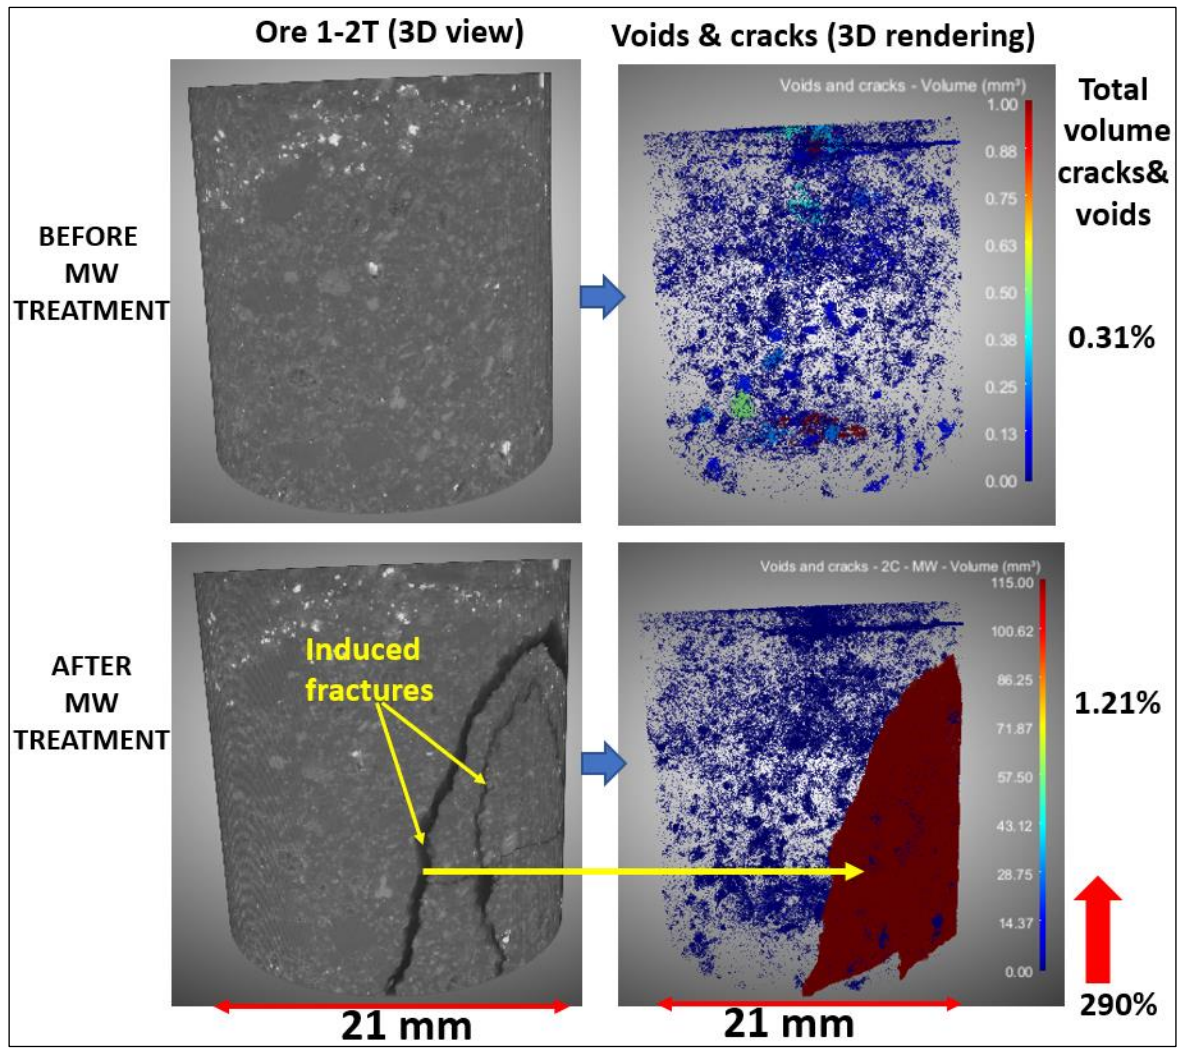 Ore 1-2T (3D view)
Voids & cracks (3D rendering)
BEFORE
MW
TREATMENT
Voids and cracks - Volume (mm³)
1.00
0.88
0.75
0.63
0.50
0.38
0.25
0.13
0.00
Total
volume
cracks&
voids
0.31%
AFTER
MW
TREATMENT
Induced
fractures
21 mm
Voids and cracks - 2C - MW - Volume (mm³)
115.00
100.62
86.25
71.87
57.50
43.12
28.75
14.37
0.00
21 mm
1.21%
290%